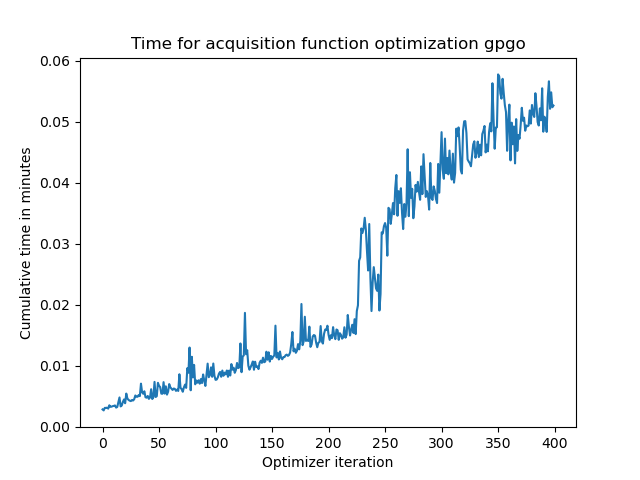 Time for acquisition function optimization gpgo
0.06
0.05
0.04
0.03
0.02
0.01
0.00
Cumulative time in minutes
0 50 100 150 200 250 300 350 400
Optimizer iteration